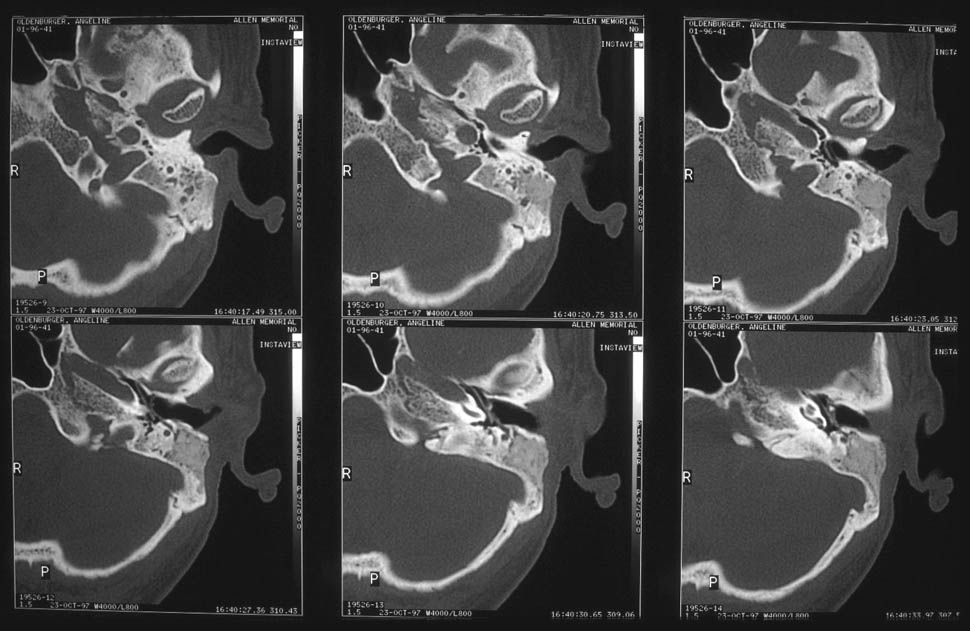 OLDENBURGER, ANGELINE ALLEN MEMORIAL
01-96-41 NO
INSTAVIEW
R
P
19526-9
1.5 23-OCT-97 W4000/L800 16:40:17.49 315.00
OLDENBURGER, ANGELINE ALLEN MEMORIAL
01-96-41 NO
INSTAVIEW
R
P
19526-10
1.5 23-OCT-97 W4000/L800 16:40:20.75 313.50
OLDENBURGER, ANGELINE ALLEN MEMOR
01-96-41
INSTA
R
P
19526-11
1.5 23-OCT-97 W4000/L800 16:40:23.05 312
OLDENBURGER, ANGELINE ALLEN MEMORIAL
01-96-41 NO
INSTAVIEW
R
P
19526-12
1.5 23-OCT-97 W4000/L800 16:40:27.36 310.43
OLDENBURGER, ANGELINE ALLEN MEMORIAL
01-96-41 NO
INSTAVIEW
R
P
19526-13
1.5 23-OCT-97 W4000/L800 16:40:30.65 309.06
OLDENBURGER, ANGELINE ALLEN MEMORIAL
01-96-41
INSTA
R
P
19526-14
1.5 23-OCT-97 W4000/L800 16:40:33.97 307.